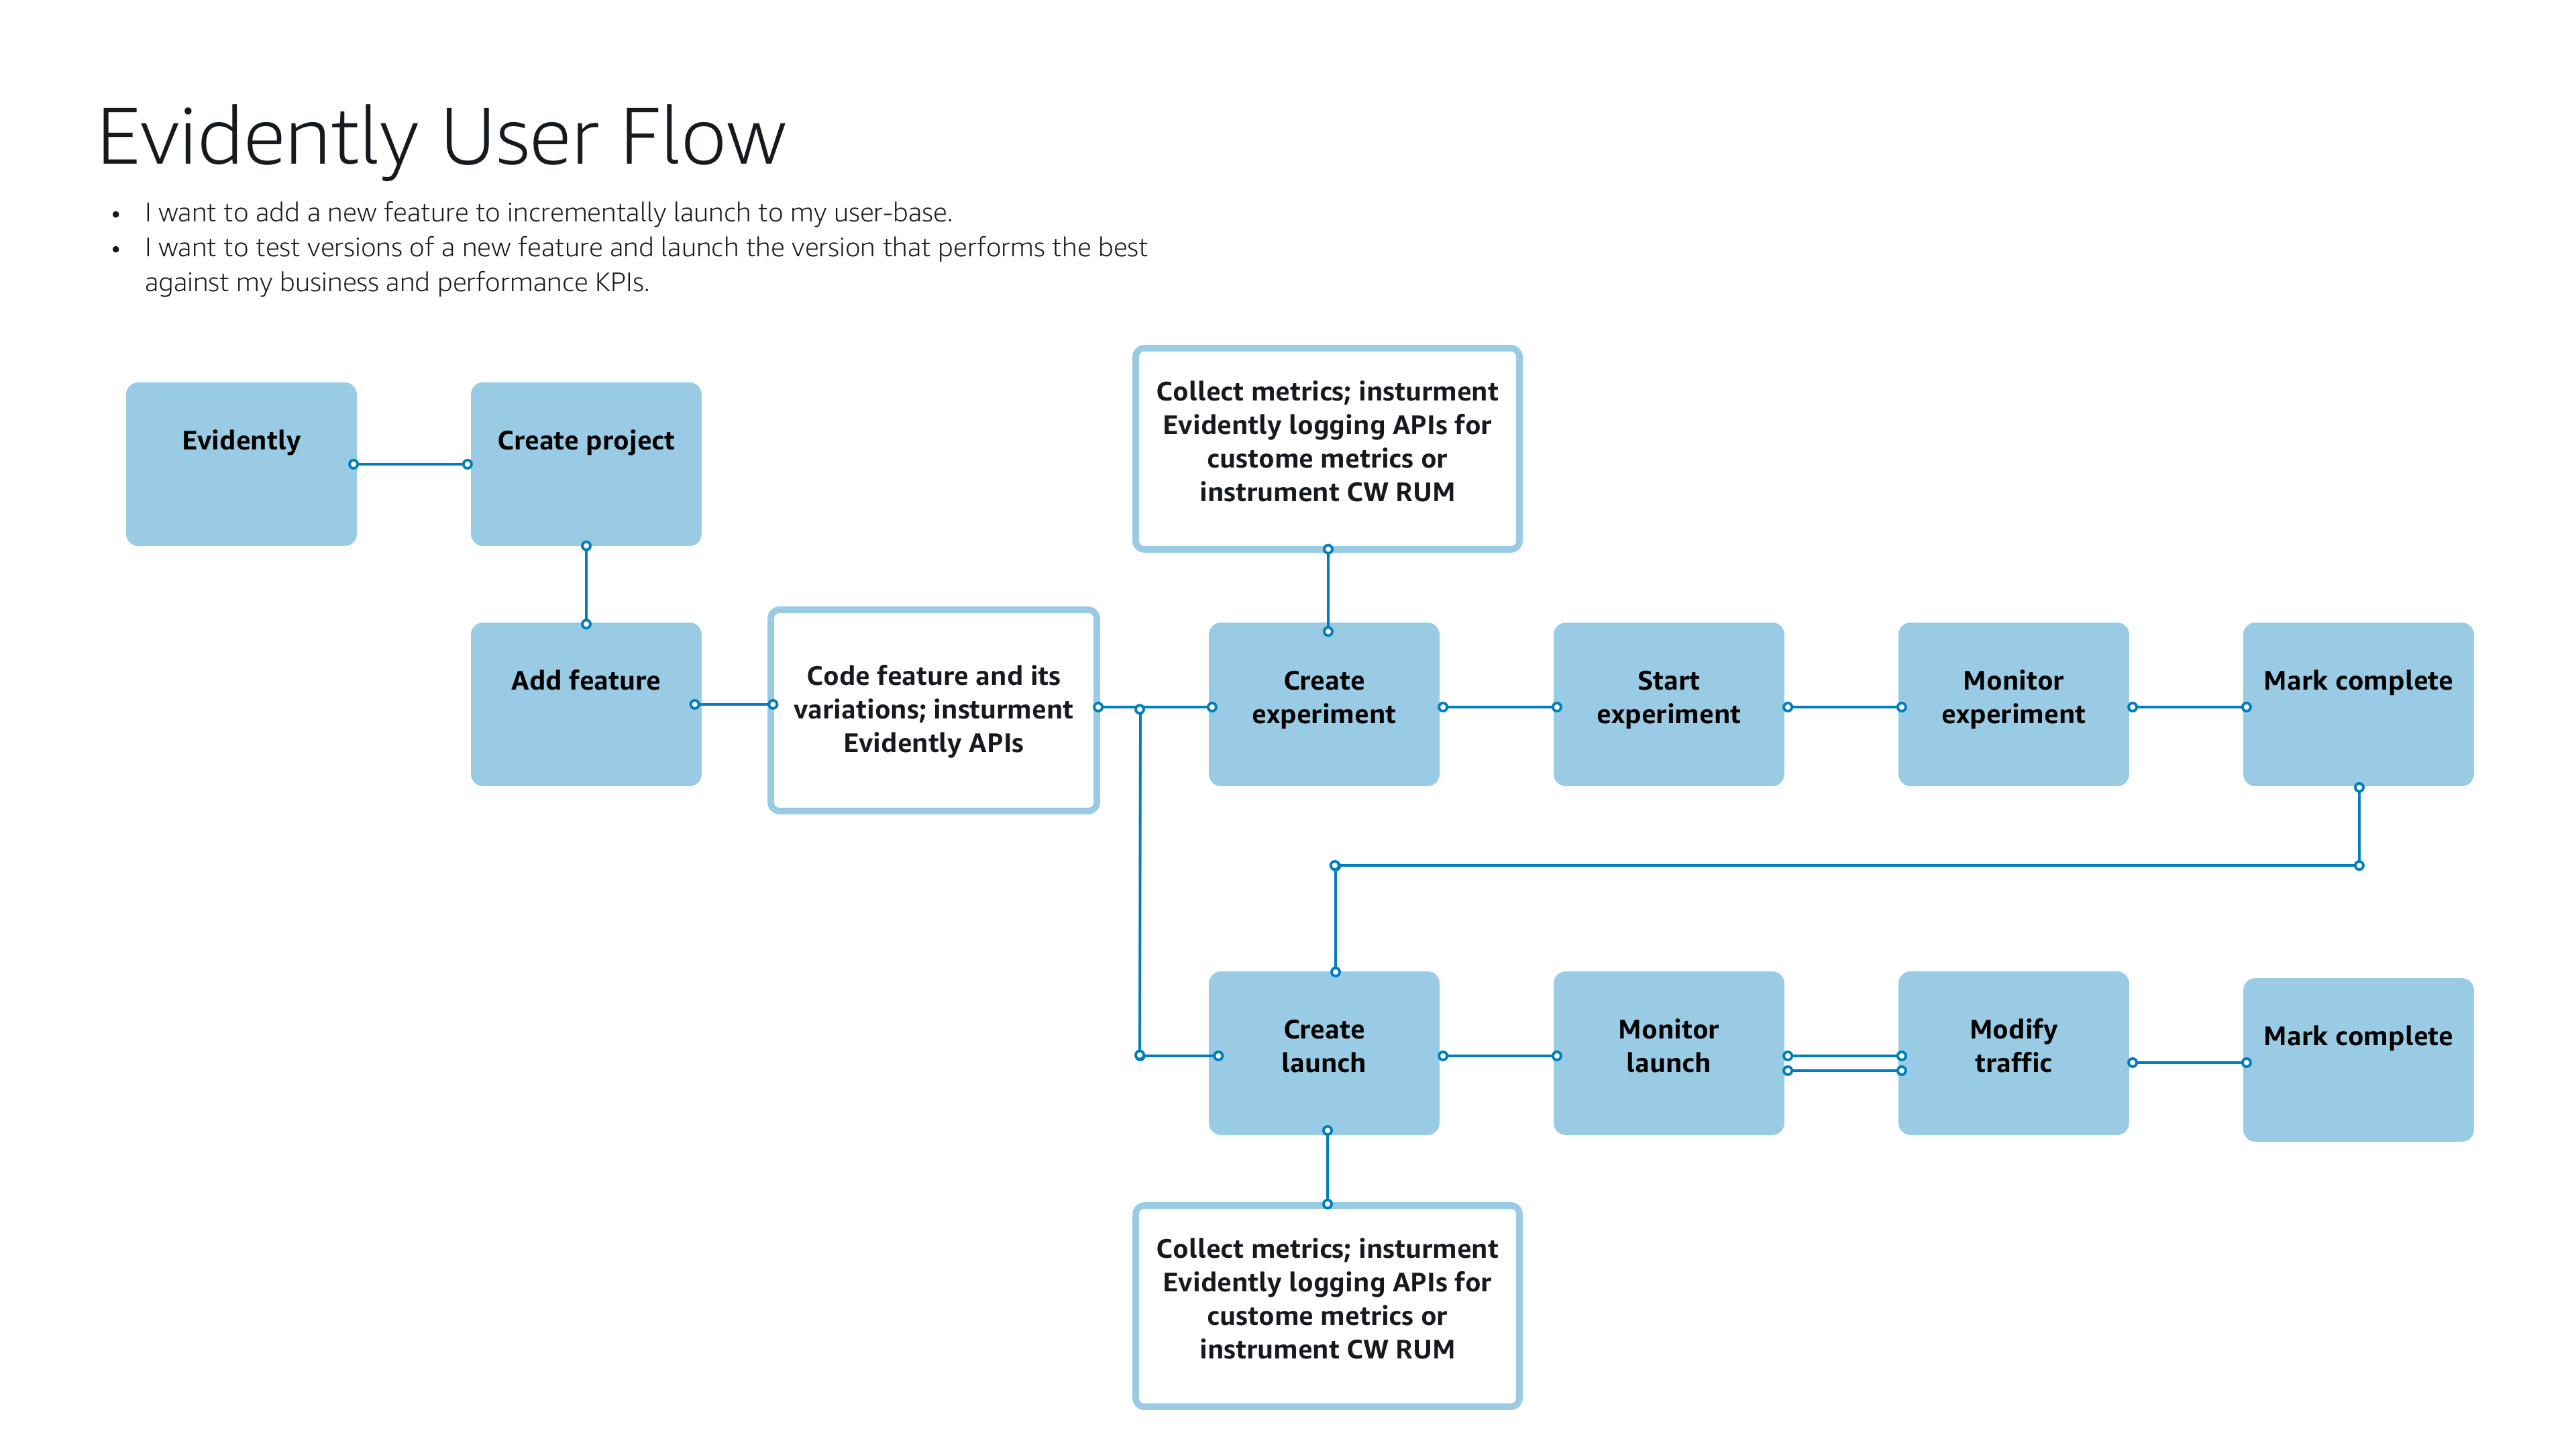 Evidently User Flow
• I want to add a new feature to incrementally launch to my user-base.
• I want to test versions of a new feature and launch the version that performs the best
against my business and performance KPIs.
Evidently
Create project
Collect metrics; insturment
Evidently logging APIs for
custome metrics or
instrument CW RUM
Add feature
Code feature and its
variations; insturment
Evidently APIs
Create
experiment
Start
experiment
Monitor
experiment
Mark complete
Create
launch
Monitor
launch
Modify
traffic
Mark complete
Collect metrics; insturment
Evidently logging APIs for
custome metrics or
instrument CW RUM